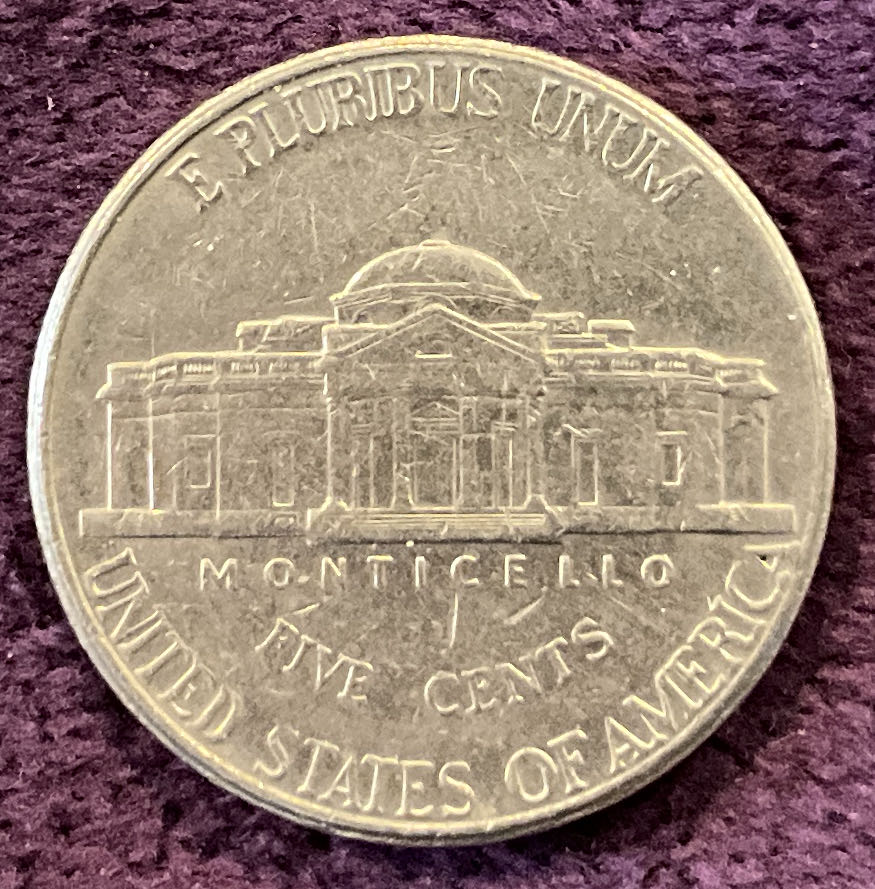 E PLURIBUS UNUM
MONTICELLO
FIVE CENTS
UNITED STATES OF AMERICA